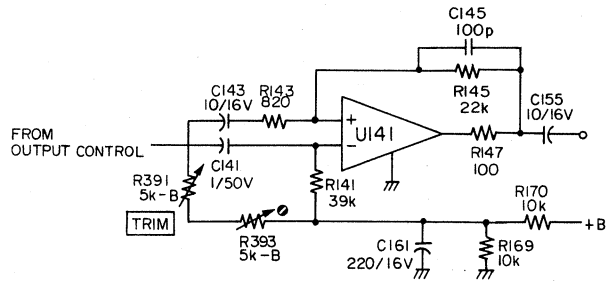 C145
100p
C143
10/16V
R143
820
R145
22k
C155
10/16V
+
U141
−
FROM
OUTPUT CONTROL
C141
1/50V
R147
100
R391
5k-B
R141
39k
R170
10k
TRIM
+B
R393
5k-B
C161
220/16V
R169
10k